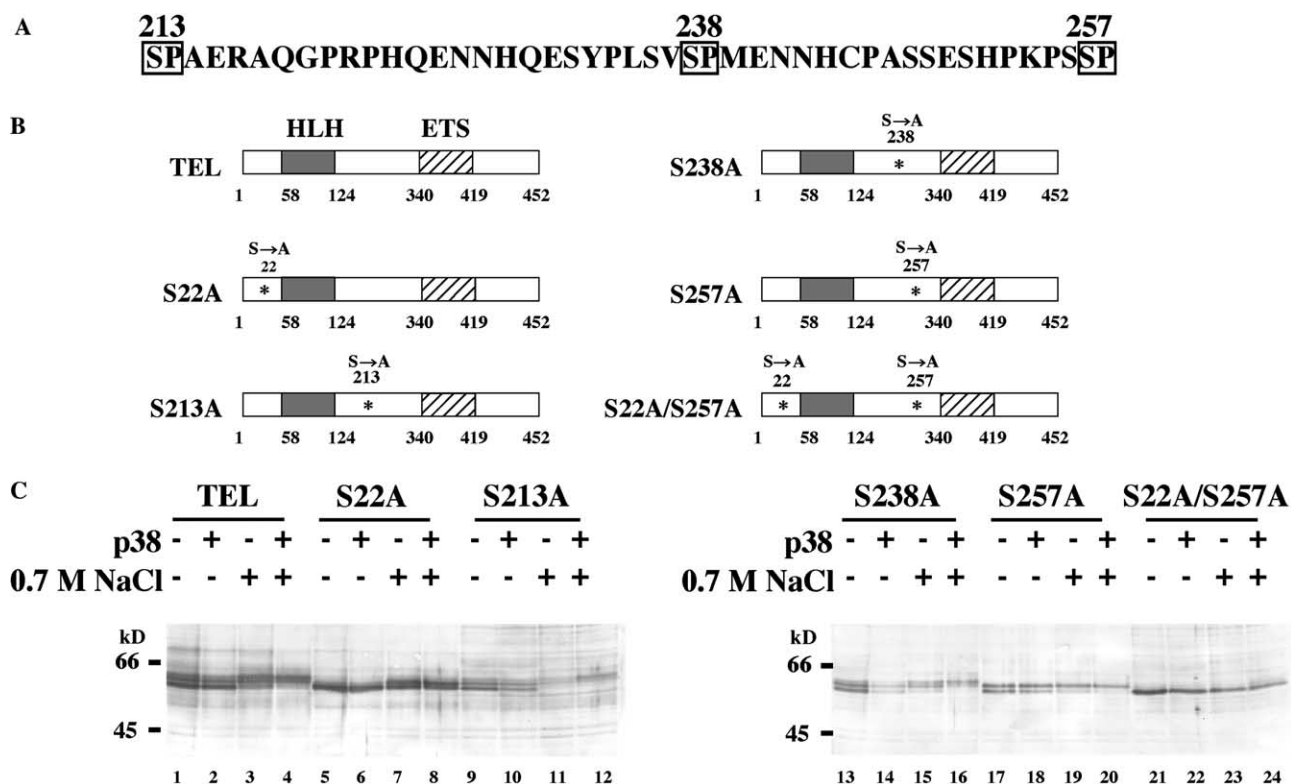 A
213 238 257
SPAERAQGPRPHQENNHQESYPLSVSPMENNHCPASSESHPKPSSP
B
HLH ETS
TEL
1 58 124 340 419 452
S→A
238
S238A *
1 58 124 340 419 452
S→A
22
S22A *
1 58 124 340 419 452
S→A
257
S257A *
1 58 124 340 419 452
S→A
213
S213A *
1 58 124 340 419 452
S→A S→A
22 257
S22A/S257A * *
1 58 124 340 419 452
C
TEL S22A S213A
p38 - + - + - + - + - + - +
0.7 M NaCl - - + + - - + + - - + +
kD
66
45
1 2 3 4 5 6 7 8 9 10 11 12
S238A S257A S22A/S257A
p38 - + - + - + - + - + - +
0.7 M NaCl - - + + - - + + - - + +
kD
66
45
13 14 15 16 17 18 19 20 21 22 23 24